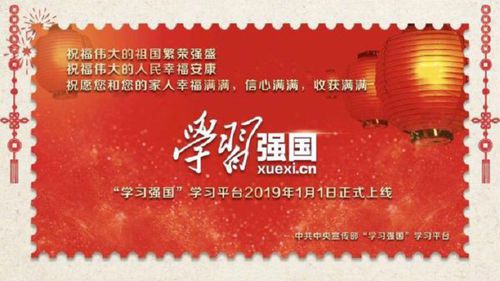 祝福伟大的祖国繁荣强盛
祝福伟大的人民幸福安康
祝愿您和您的家人幸福满满，信心满满，收获满满
學習强国
xuexi.cn
“学习强国”学习平台2019年1月1日正式上线
中共中央宣传部“学习强国”学习平台